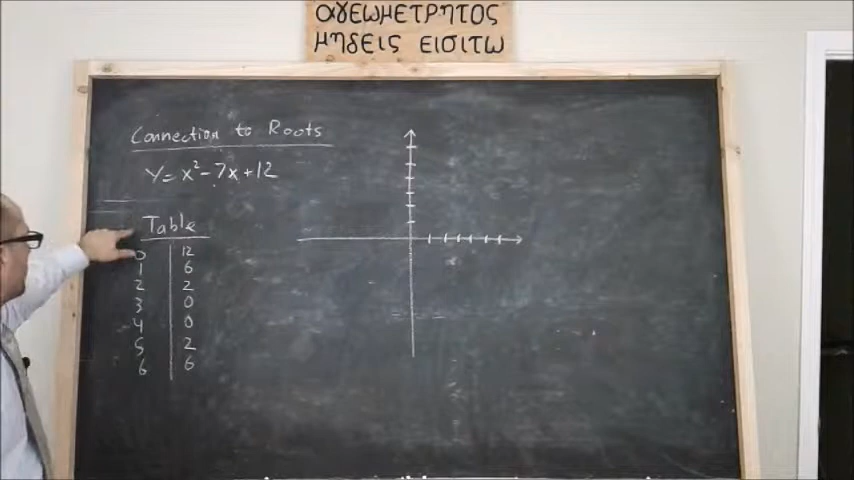 αγεωμετρητος
μηδεις εισιτω
Connection to Roots
Y = x² - 7x + 12
Table
0 12
1 6
2 2
3 0
4 0
5 2
6 6